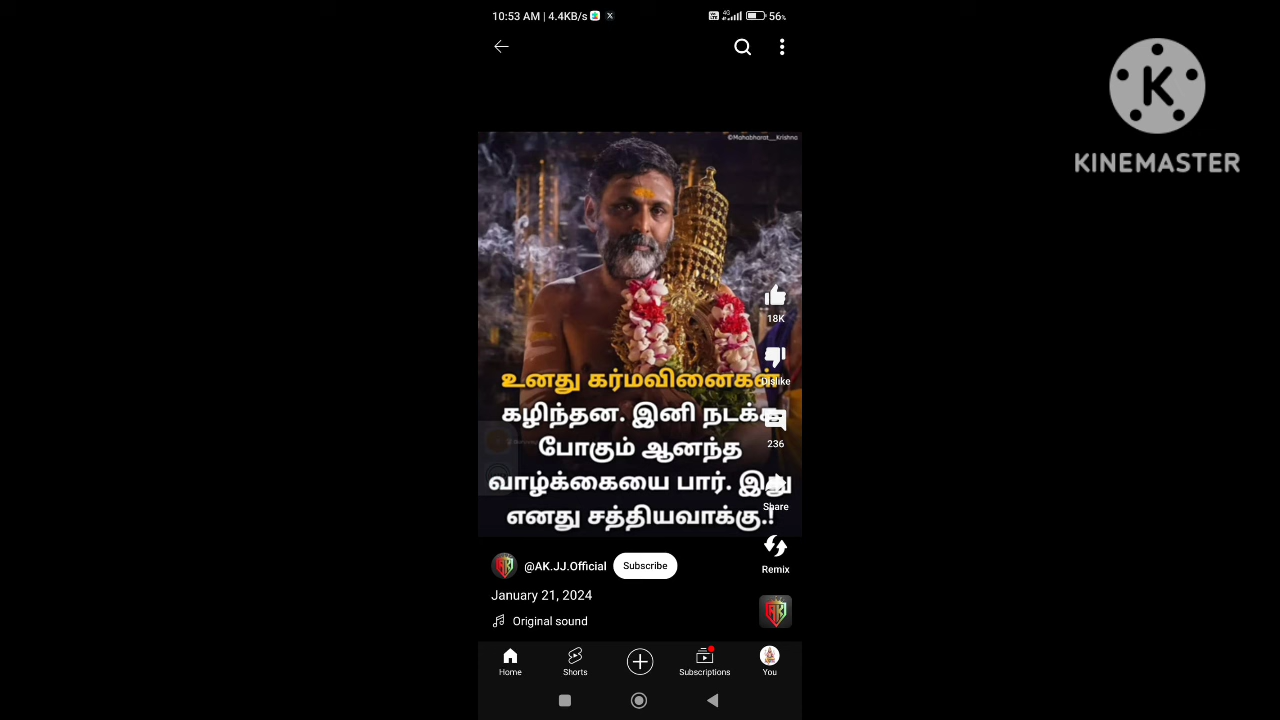 10:53 AM | 4.4KB/s
4G
56%
©Mahabharat__Krishna
KINEMASTER
18K
Dislike
236
Share
Remix
உனது கர்மவினைகள்
கழிந்தன. இனி நடக்க
போகும் ஆனந்த
வாழ்க்கையை பார். இது
எனது சத்தியவாக்கு.!
@AK.JJ.Official Subscribe
January 21, 2024
Original sound
Home Shorts Subscriptions You